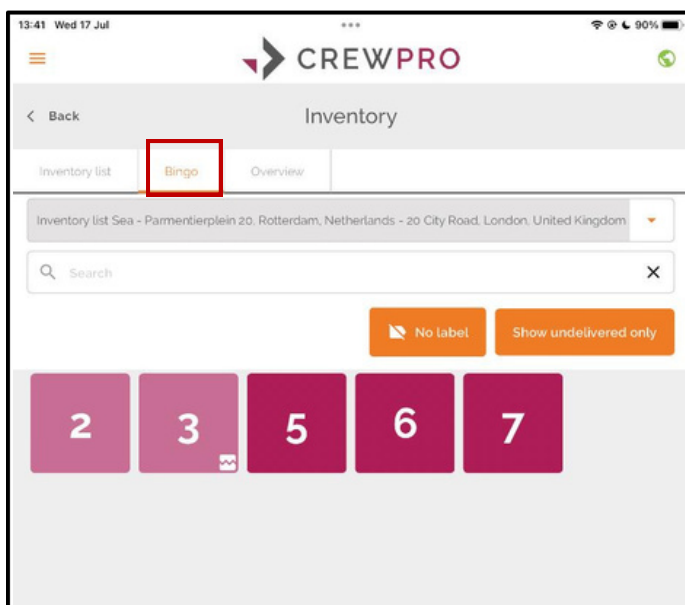 13:41 Wed 17 Jul 90%
CREWPRO
Back Inventory
Inventory list Bingo Overview
Inventory list Sea - Parmentierplein 20, Rotterdam, Netherlands - 20 City Road, London, United Kingdom
Search
No label Show undelivered only
2 3 5 6 7